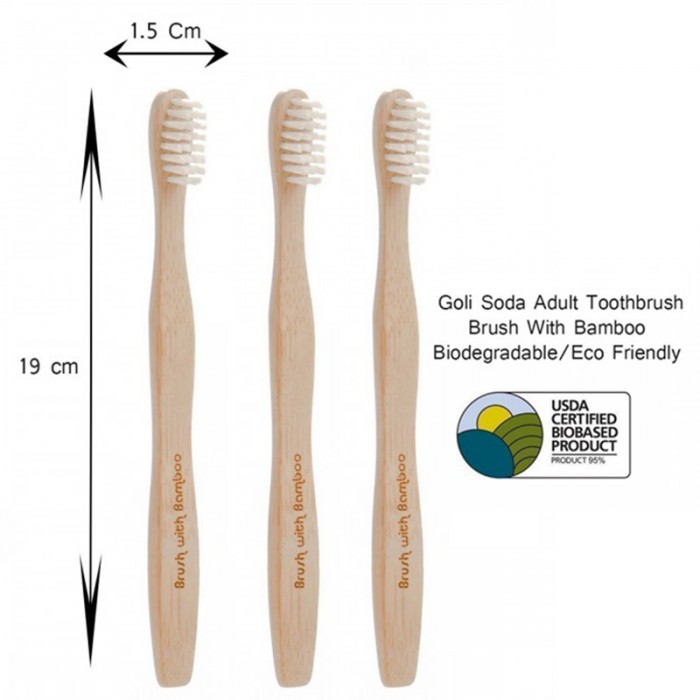 1.5 Cm
19 cm
Goli Soda Adult Toothbrush
Brush With Bamboo
Biodegradable/Eco Friendly
USDA
CERTIFIED
BIOBASED
PRODUCT
PRODUCT 95%
Brush with Bamboo
Brush with Bamboo
Brush with Bamboo